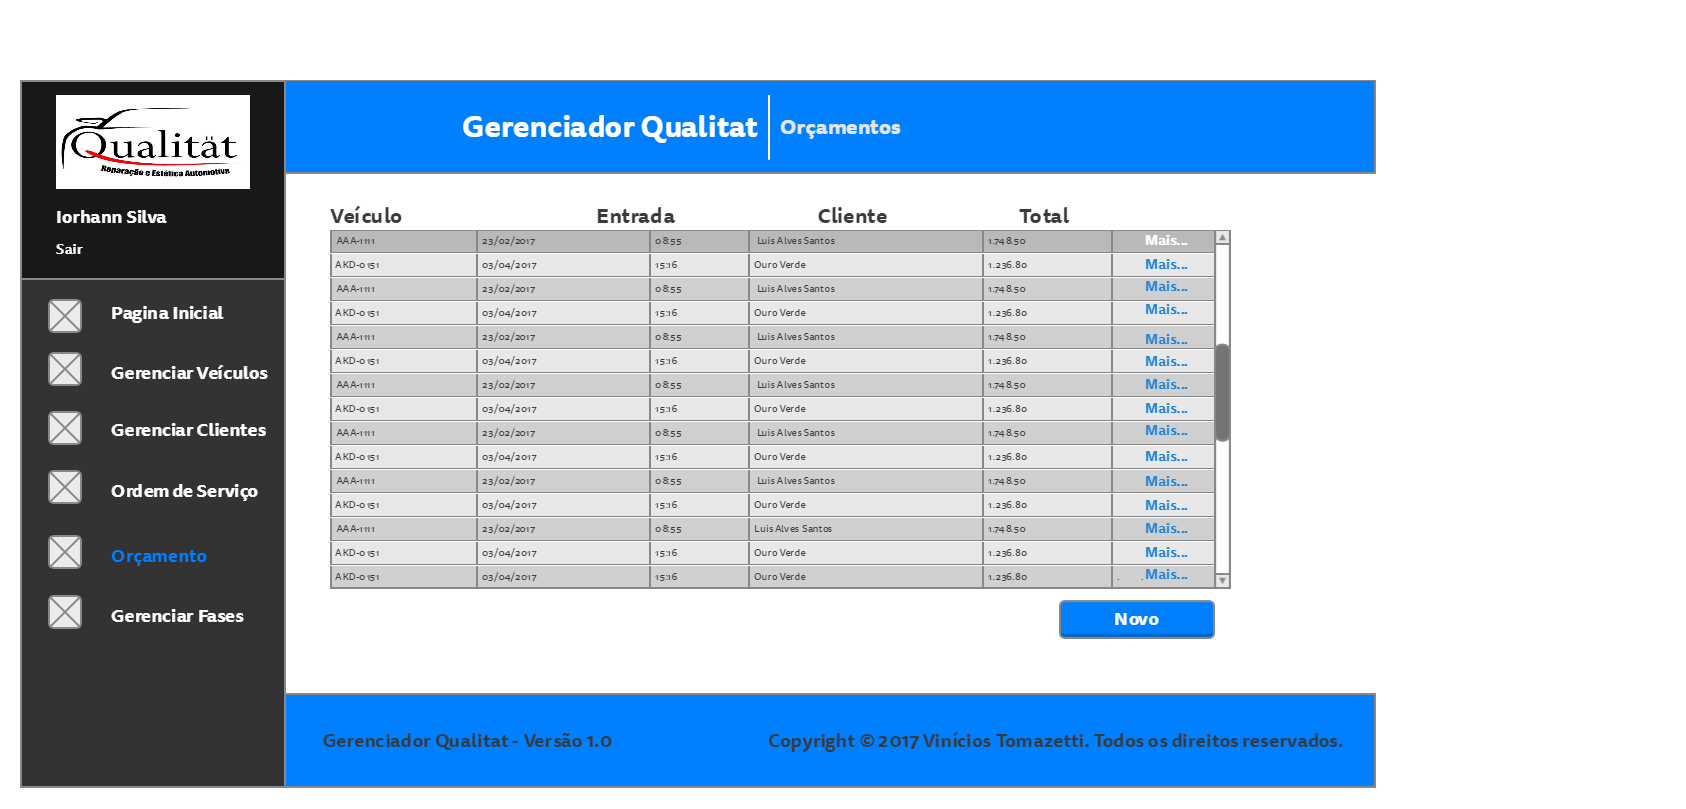 Qualität
Reparação e Estética Automotiva
Iorhann Silva
Sair
Pagina Inicial
Gerenciar Veículos
Gerenciar Clientes
Ordem de Serviço
Orçamento
Gerenciar Fases
Gerenciador Qualitat Orçamentos
Veículo Entrada Cliente Total
AAA-1111 23/02/2017 08:55 Luis Alves Santos 1.748.50 Mais...
AKD-0151 03/04/2017 15:16 Ouro Verde 1.236.80 Mais...
AAA-1111 23/02/2017 08:55 Luis Alves Santos 1.748.50 Mais...
AKD-0151 03/04/2017 15:16 Ouro Verde 1.236.80 Mais...
AAA-1111 23/02/2017 08:55 Luis Alves Santos 1.748.50 Mais...
AKD-0151 03/04/2017 15:16 Ouro Verde 1.236.80 Mais...
AAA-1111 23/02/2017 08:55 Luis Alves Santos 1.748.50 Mais...
AKD-0151 03/04/2017 15:16 Ouro Verde 1.236.80 Mais...
AAA-1111 23/02/2017 08:55 Luis Alves Santos 1.748.50 Mais...
AKD-0151 03/04/2017 15:16 Ouro Verde 1.236.80 Mais...
AAA-1111 23/02/2017 08:55 Luis Alves Santos 1.748.50 Mais...
AKD-0151 03/04/2017 15:16 Ouro Verde 1.236.80 Mais...
AAA-1111 23/02/2017 08:55 Luis Alves Santos 1.748.50 Mais...
AKD-0151 03/04/2017 15:16 Ouro Verde 1.236.80 Mais...
AKD-0151 03/04/2017 15:16 Ouro Verde 1.236.80 . . Mais...
Novo
Gerenciador Qualitat - Versão 1.0
Copyright © 2017 Vinícios Tomazetti. Todos os direitos reservados.